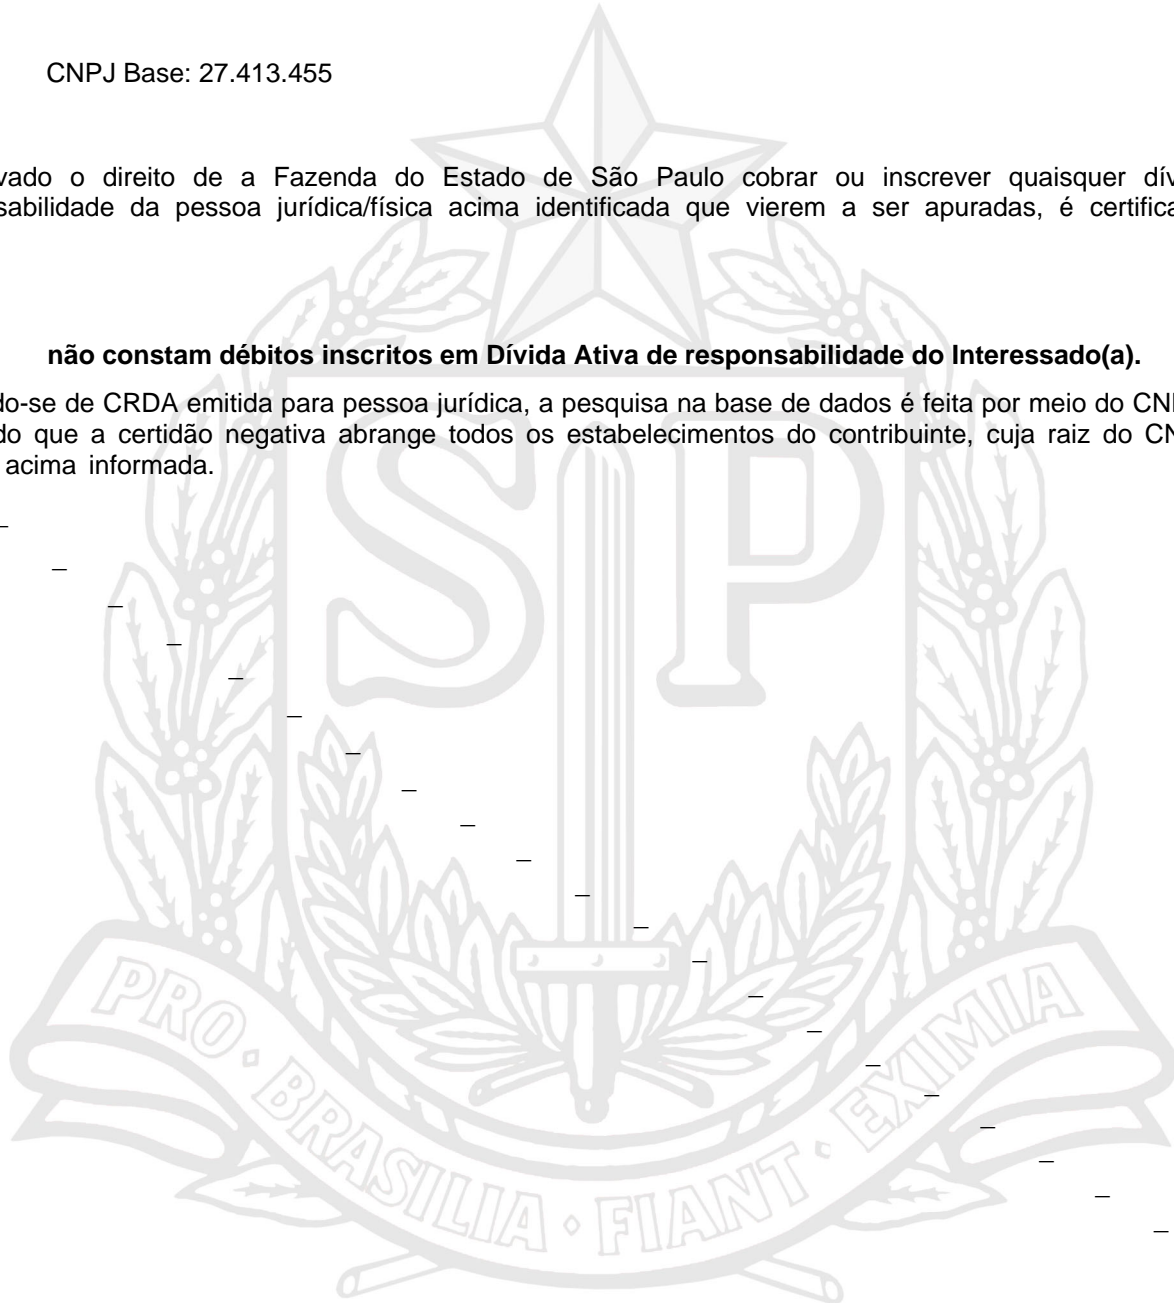 CNPJ Base: 27.413.455
vado o direito de a Fazenda do Estado de São Paulo cobrar ou inscrever quaisquer dív
sabilidade da pessoa jurídica/física acima identificada que vierem a ser apuradas, é certifica
não constam débitos inscritos em Dívida Ativa de responsabilidade do Interessado(a).
do-se de CRDA emitida para pessoa jurídica, a pesquisa na base de dados é feita por meio do CN
do que a certidão negativa abrange todos os estabelecimentos do contribuinte, cuja raiz do CN
acima informada.
SP
PRO · BRASILIA · FIANT · EXIMIA